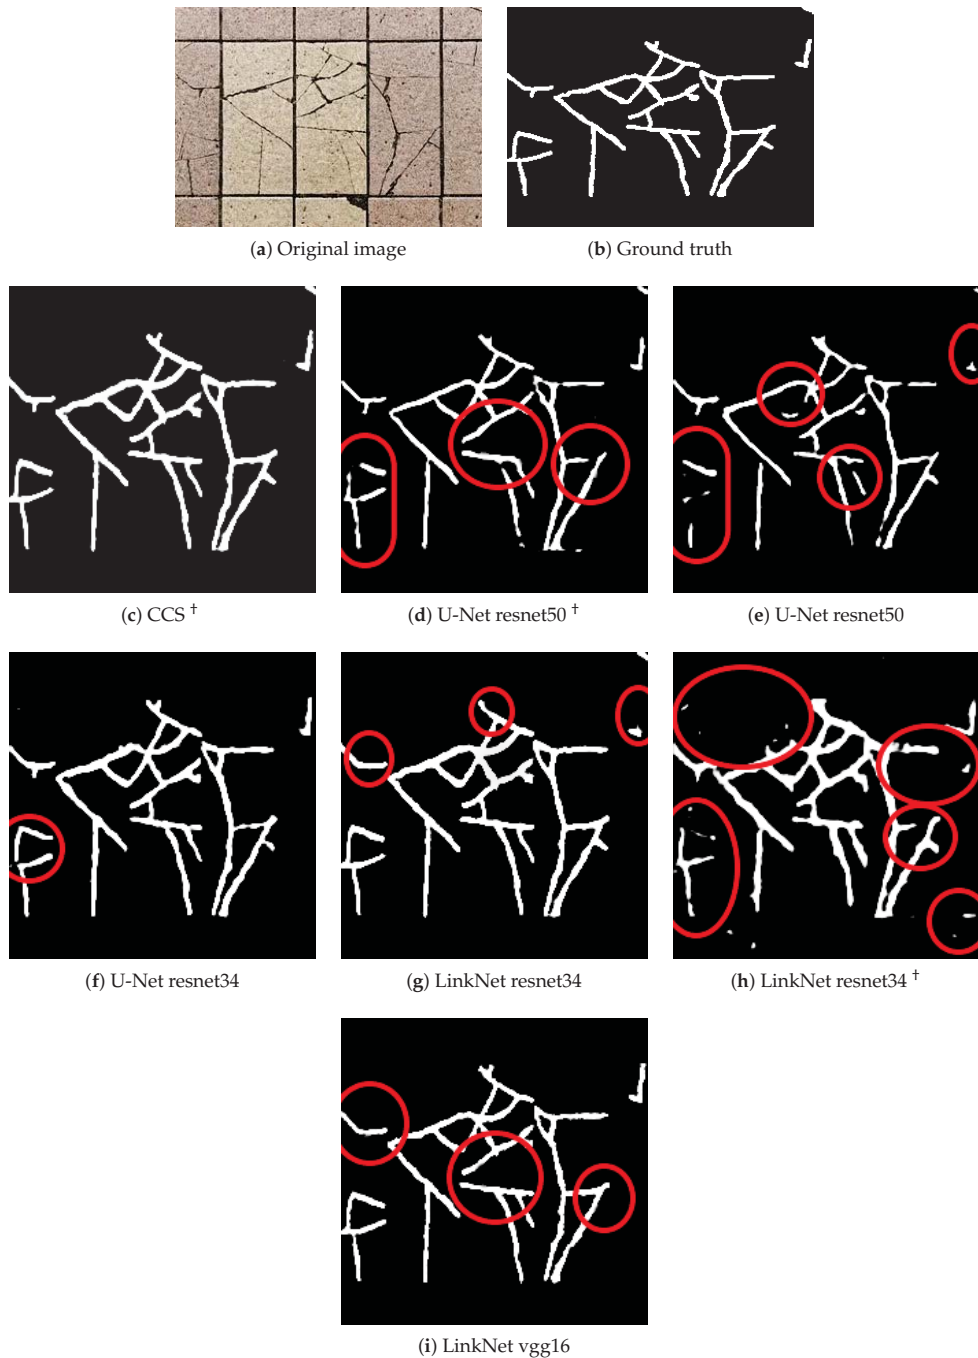 (a) Original image
(b) Ground truth
(c) CCS †
(d) U-Net resnet50 †
(e) U-Net resnet50
(f) U-Net resnet34
(g) LinkNet resnet34
(h) LinkNet resnet34 †
(i) LinkNet vgg16